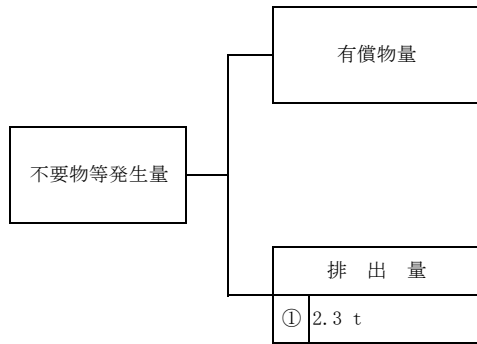 有償物量
不要物等発生量
排 出 量
① 2.3 t